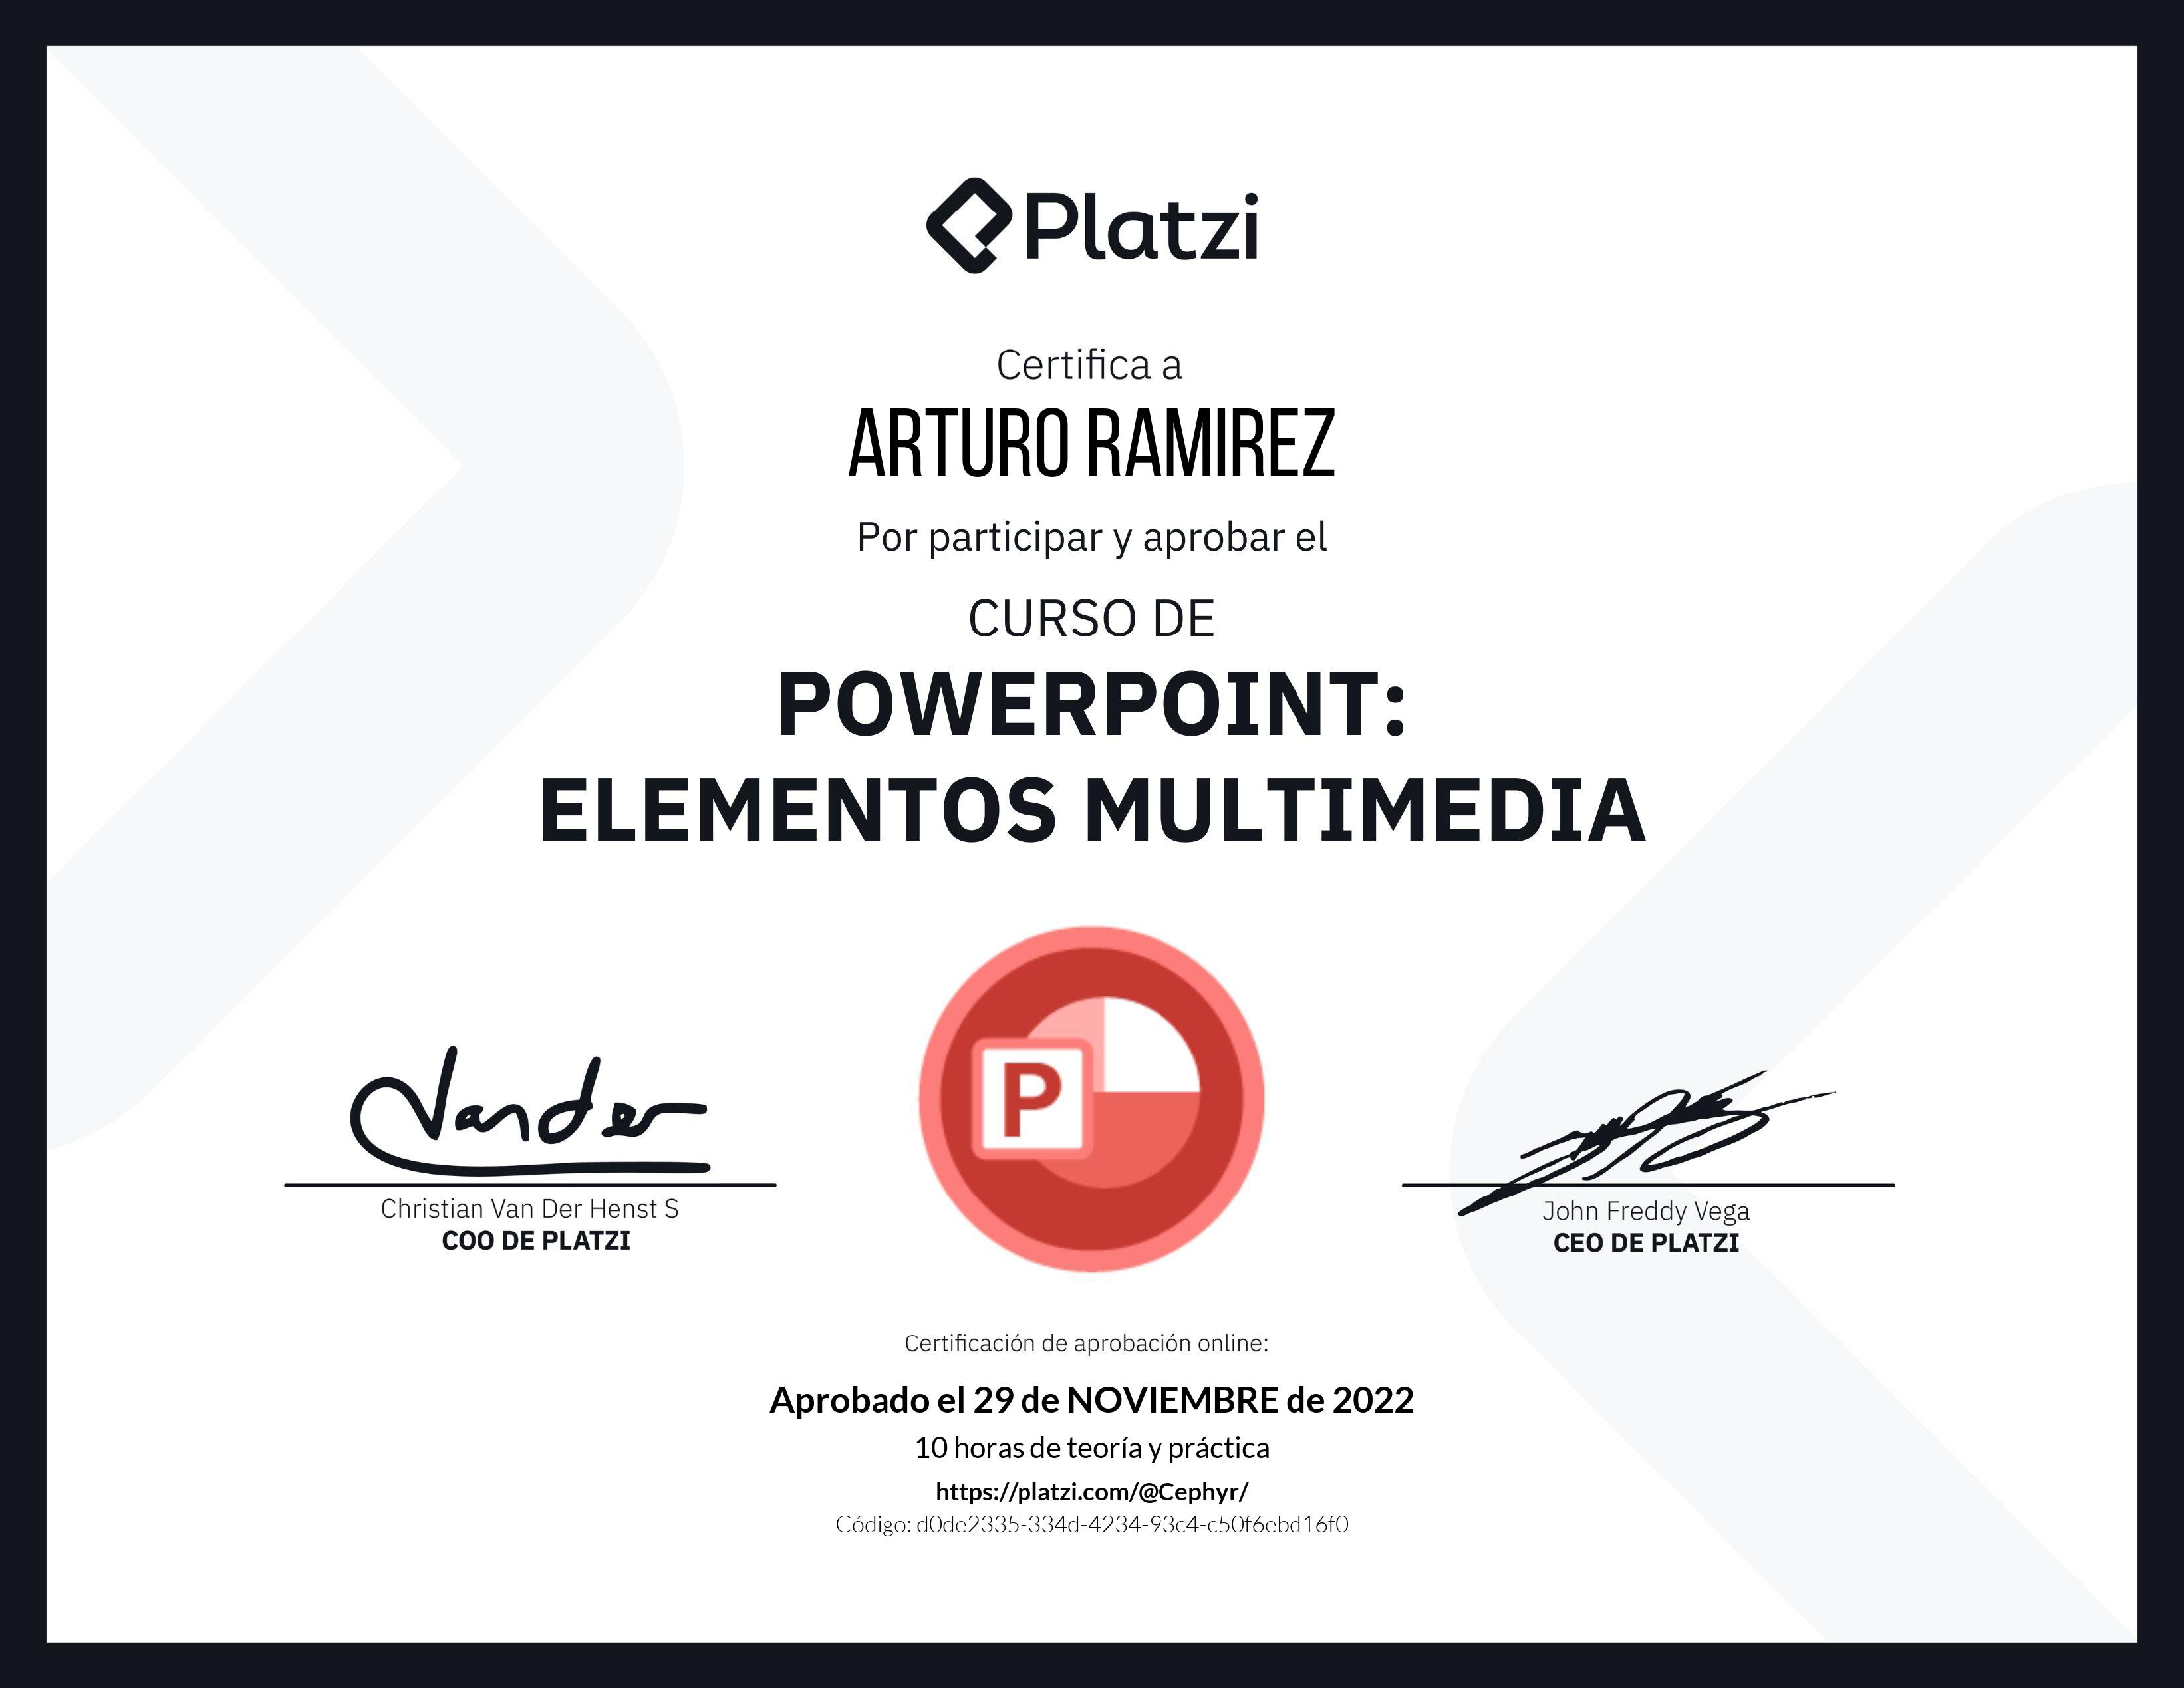 Platzi
Certifica a
ARTURO RAMIREZ
Por participar y aprobar el
CURSO DE
POWERPOINT:
ELEMENTOS MULTIMEDIA
P
Vander
Christian Van Der Henst S
COO DE PLATZI
John Freddy Vega
CEO DE PLATZI
Certificación de aprobación online:
Aprobado el 29 de NOVIEMBRE de 2022
10 horas de teoría y práctica
https://platzi.com/@Cephyr/
Código: d0de2335-334d-4234-93c4-c50f6ebd16f0